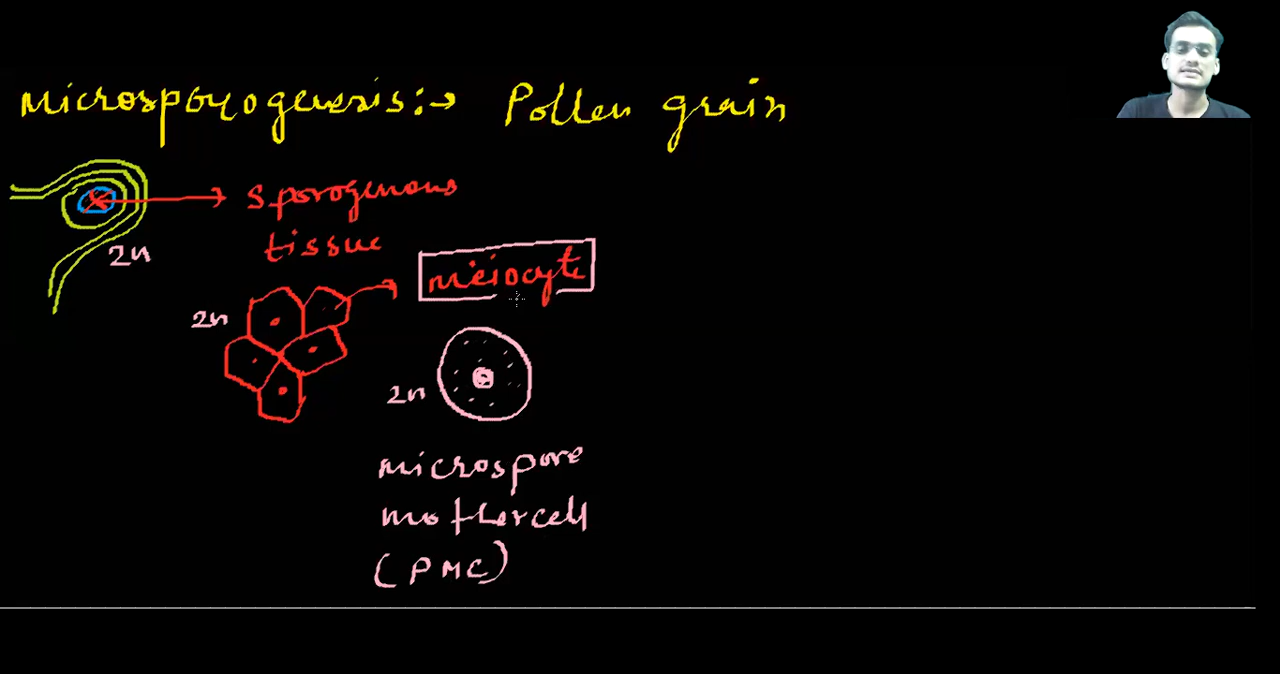 Microsporogenesis:→ Pollen grain
sporogenous
tissue
2n
meiocyte
2n
2n
microspore
mothercell
(PMC)